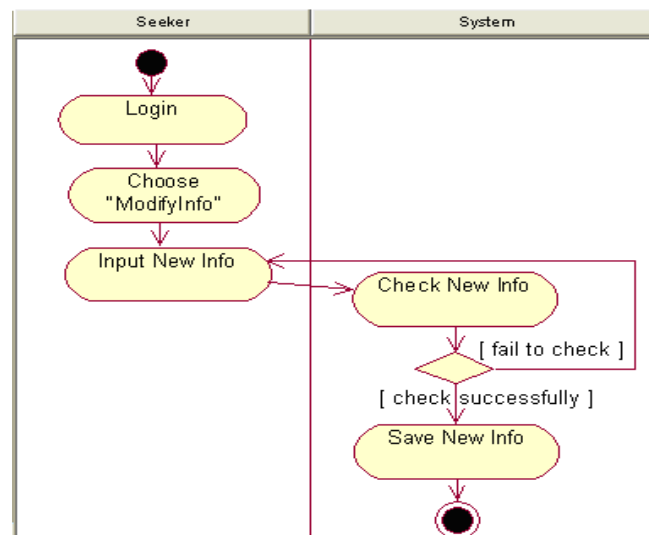 Seeker
System
Login
Choose
"ModifyInfo"
Input New Info
Check New Info
[ fail to check ]
[ check successfully ]
Save New Info